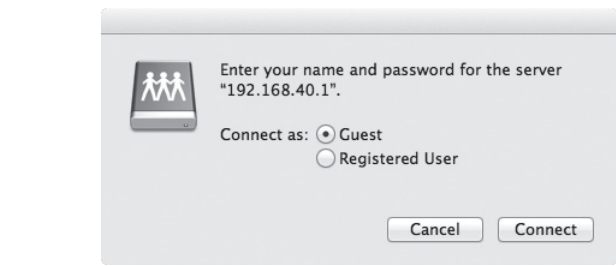 Enter your name and password for the server
“192.168.40.1”.
Connect as: Guest
Registered User
Cancel Connect